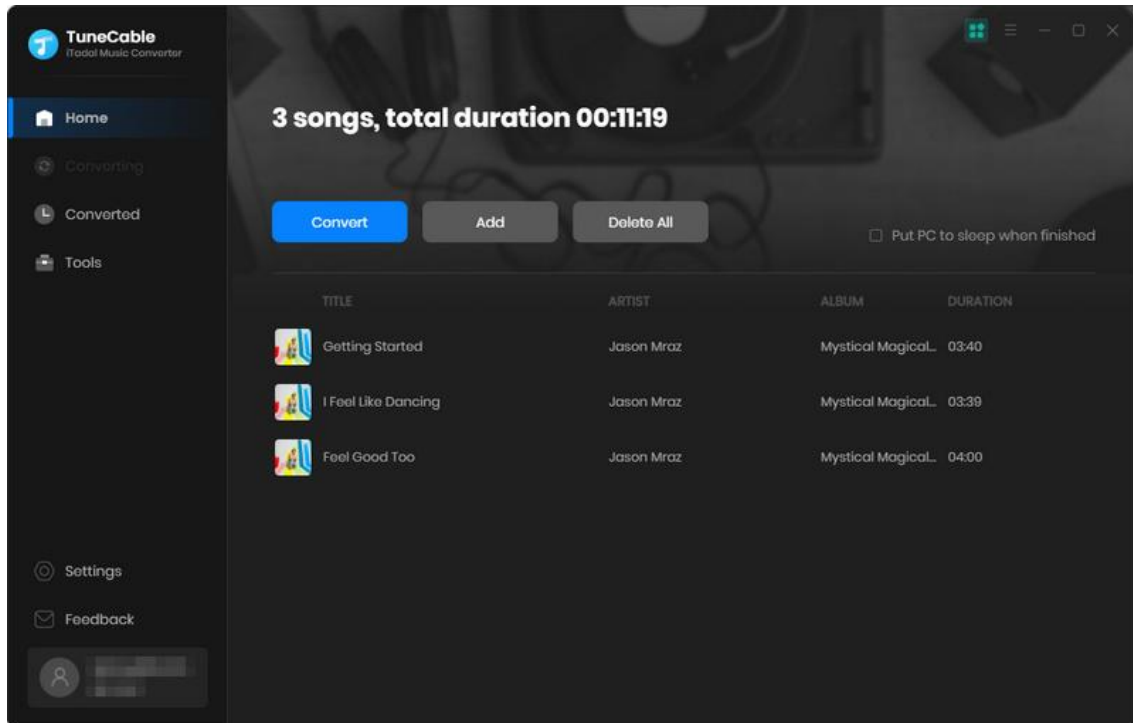 TuneCable
iTadal Music Converter
Home
Converting
Converted
Tools
Settings
Feedback
3 songs, total duration 00:11:19
Convert Add Delete All
Put PC to sleep when finished
TITLE ARTIST ALBUM DURATION
Getting Started Jason Mraz Mystical Magical... 03:40
I Feel Like Dancing Jason Mraz Mystical Magical... 03:39
Feel Good Too Jason Mraz Mystical Magical... 04:00